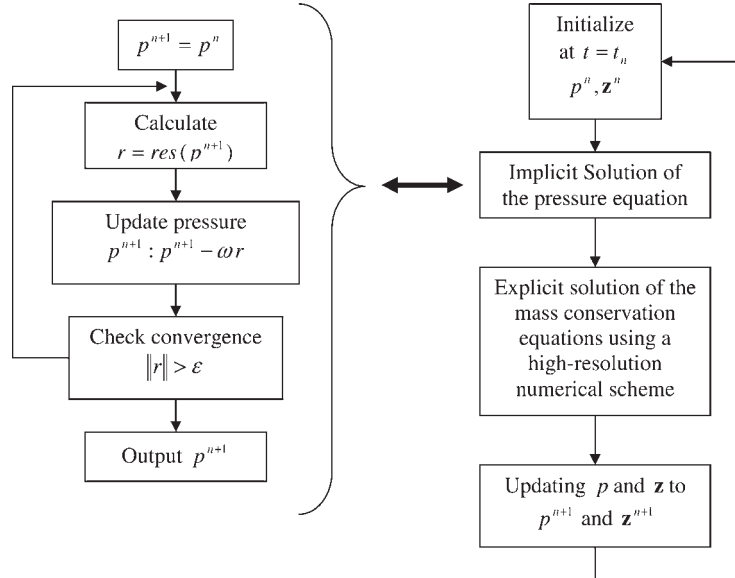 p^{n+1} = p^n
Calculate
r = res(p^{n+1})
Update pressure
p^{n+1} : p^{n+1} − ωr
Check convergence
‖r‖ > ε
Output p^{n+1}
Initialize
at t = t_n
p^n, z^n
Implicit Solution of
the pressure equation
Explicit solution of the
mass conservation
equations using a
high-resolution
numerical scheme
Updating p and z to
p^{n+1} and z^{n+1}